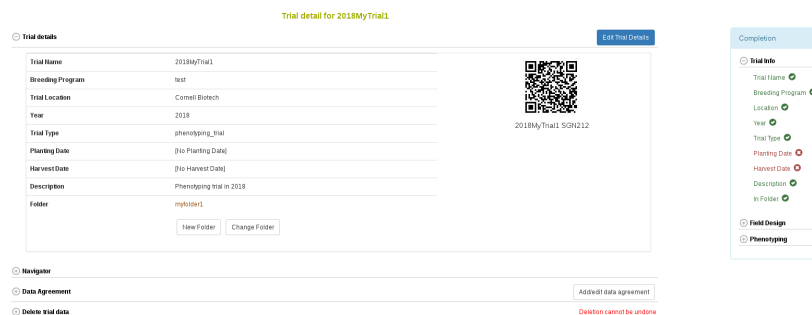 Trial detail for 2018MyTrial1
Trial details
Edit Trial Details
Trial Name 2018MyTrial1
Breeding Program test
Trial Location Cornell Biotech
Year 2018
Trial Type phenotyping_trial
Planting Date [No Planting Date]
Harvest Date [No Harvest Date]
Description Phenotyping trial in 2018
Folder myfolder1
New Folder Change Folder
2018MyTrial1 SGN212
Navigator
Data Agreement Add/edit data agreement
Delete trial data Deletion cannot be undone
Completion
Trial Info
Trial Name
Breeding Program
Location
Year
Trial Type
Planting Date
Harvest Date
Description
In Folder
Field Design
Phenotyping